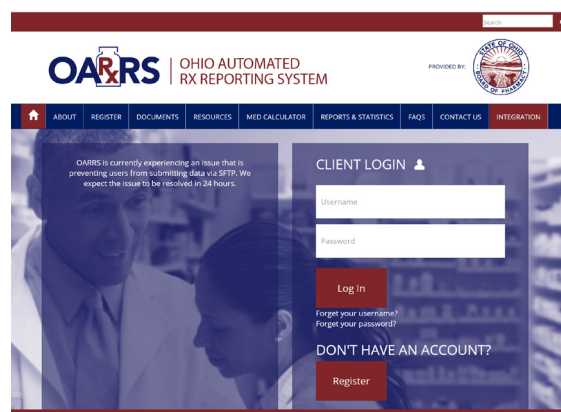 Search
OARRS
OHIO AUTOMATED
RX REPORTING SYSTEM
PROVIDED BY:
STATE OF OHIO
BOARD OF PHARMACY
ABOUT REGISTER DOCUMENTS RESOURCES MED CALCULATOR REPORTS & STATISTICS FAQS CONTACT US INTEGRATION
OARRS is currently experiencing an issue that is
preventing users from submitting data via SFTP. We
expect the issue to be resolved in 24 hours.
CLIENT LOGIN
Username
Password
Log In
Forget your username?
Forget your password?
DON'T HAVE AN ACCOUNT?
Register